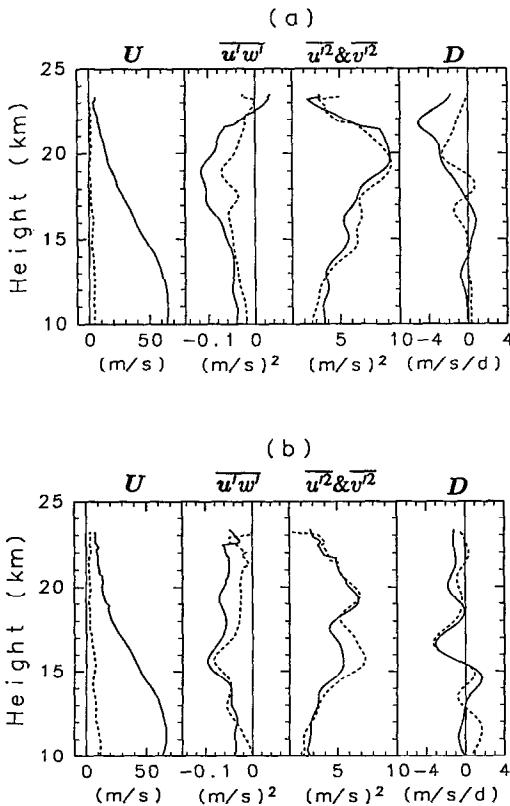 (a)
U u'w' u'²&v'² D
25
20
15
10
Height (km)
0 50 -0.1 0 5 10 -4 0 4
(m/s) (m/s)² (m/s)² (m/s/d)
(b)
U u'w' u'²&v'² D
25
20
15
10
Height (km)
0 50 -0.1 0 5 10 -4 0 4
(m/s) (m/s)² (m/s)² (m/s/d)